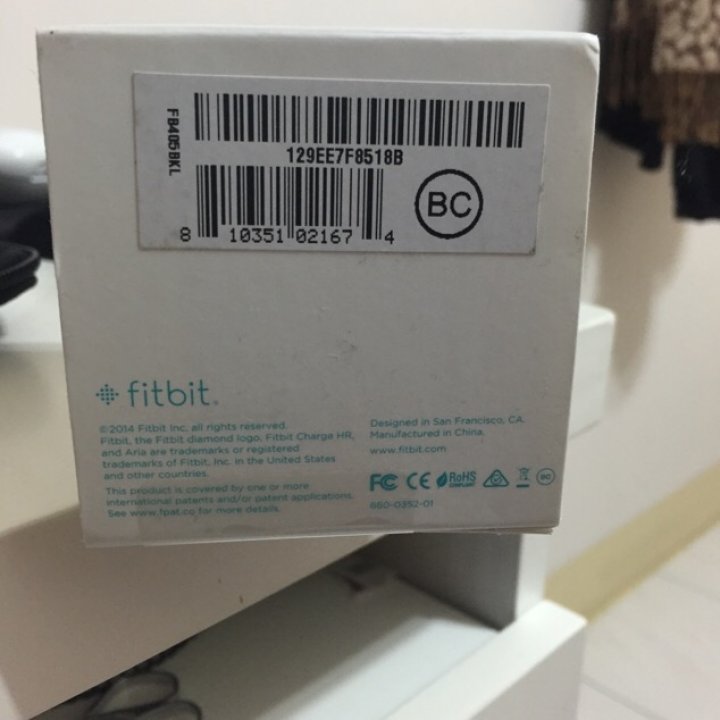 FB405BKL
129EE7F8518B
BC
8 10351 02167 4
fitbit.
©2014 Fitbit Inc. all rights reserved.
Fitbit, the Fitbit diamond logo, Fitbit Charge HR,
and Aria are trademarks or registered
trademarks of Fitbit, Inc. in the United States
and other countries.
This product is covered by one or more
international patents and/or patent applications.
See www.fpat.co for more details.
Designed in San Francisco, CA.
Manufactured in China.
www.fitbit.com
FC CE RoHS COMPLIANT BC
660-0352-01